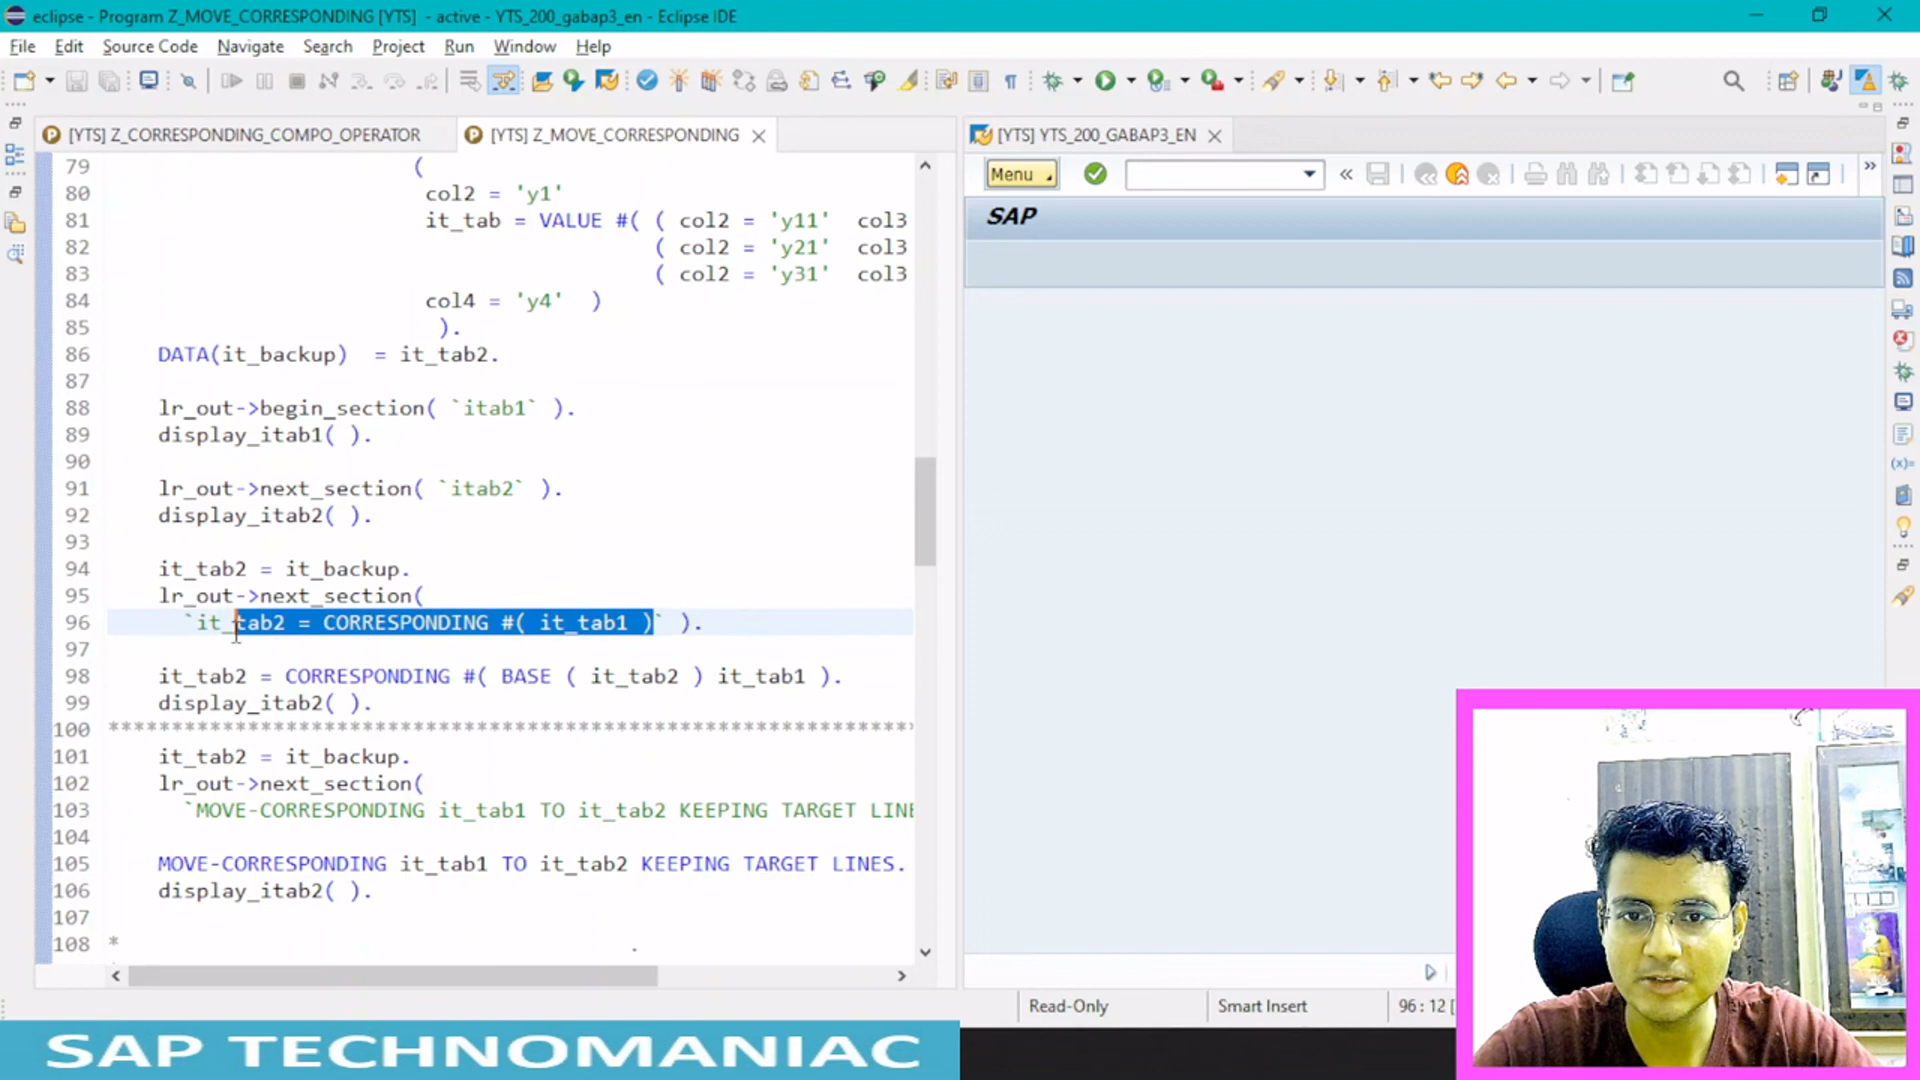 eclipse - Program Z_MOVE_CORRESPONDING [YTS] - active - YTS_200_gabap3_en - Eclipse IDE
File Edit Source Code Navigate Search Project Run Window Help
[YTS] Z_CORRESPONDING_COMPO_OPERATOR [YTS] Z_MOVE_CORRESPONDING [YTS] YTS_200_GABAP3_EN
Menu
SAP
79 (
80 col2 = 'y1'
81 it_tab = VALUE #( ( col2 = 'y11' col3
82 ( col2 = 'y21' col3
83 ( col2 = 'y31' col3
84 col4 = 'y4' )
85 ).
86 DATA(it_backup) = it_tab2.
87
88 lr_out->begin_section( `itab1` ).
89 display_itab1( ).
90
91 lr_out->next_section( `itab2` ).
92 display_itab2( ).
93
94 it_tab2 = it_backup.
95 lr_out->next_section(
96 `it_tab2 = CORRESPONDING #( it_tab1 )` ).
97
98 it_tab2 = CORRESPONDING #( BASE ( it_tab2 ) it_tab1 ).
99 display_itab2( ).
100 ****************************************************************
101 it_tab2 = it_backup.
102 lr_out->next_section(
103 `MOVE-CORRESPONDING it_tab1 TO it_tab2 KEEPING TARGET LINE
104
105 MOVE-CORRESPONDING it_tab1 TO it_tab2 KEEPING TARGET LINES.
106 display_itab2( ).
107
108 * .
Read-Only Smart Insert 96 : 12 [
SAP TECHNOMANIAC